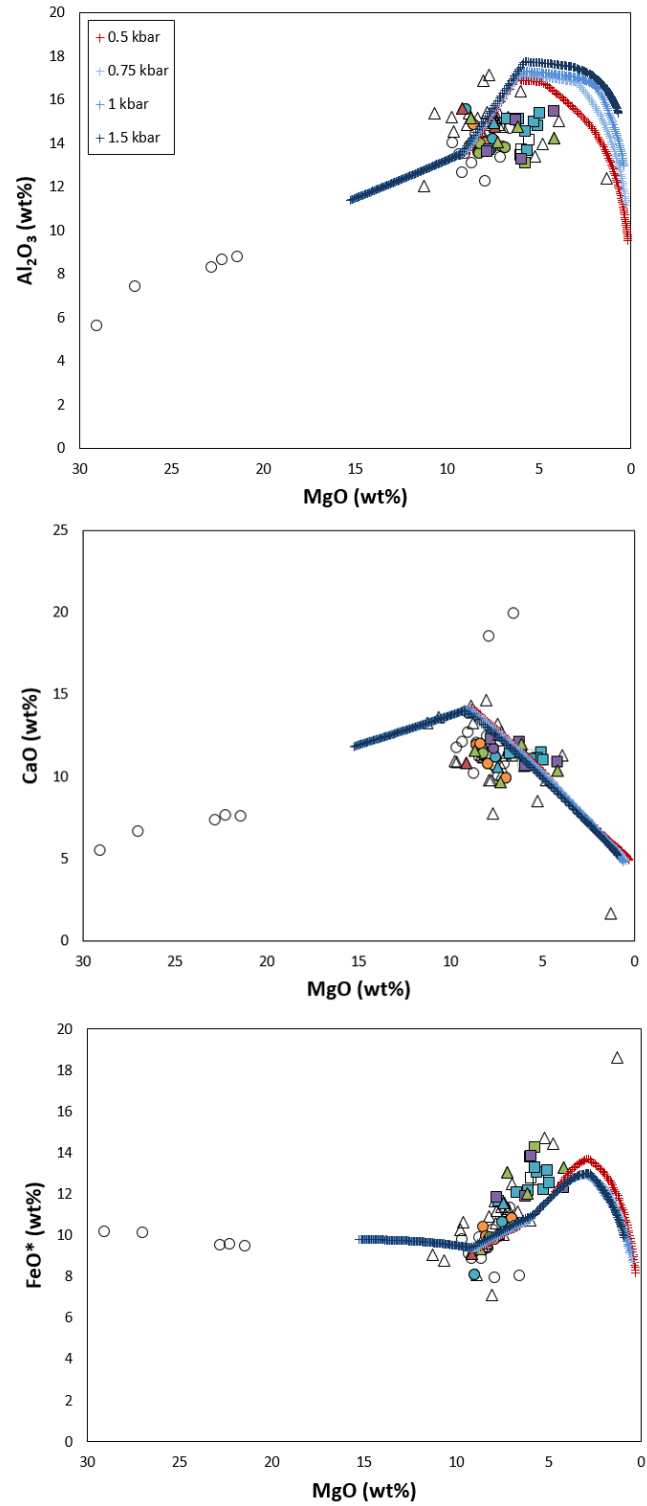 20
18
16
14
12
10
8
6
4
2
0
+ 0.5 kbar
+ 0.75 kbar
+ 1 kbar
+ 1.5 kbar
Al₂O₃ (wt%)
30 25 20 15 10 5 0
MgO (wt%)
25
20
15
10
5
0
CaO (wt%)
30 25 20 15 10 5 0
MgO (wt%)
20
18
16
14
12
10
8
6
4
2
0
FeO* (wt%)
30 25 20 15 10 5 0
MgO (wt%)